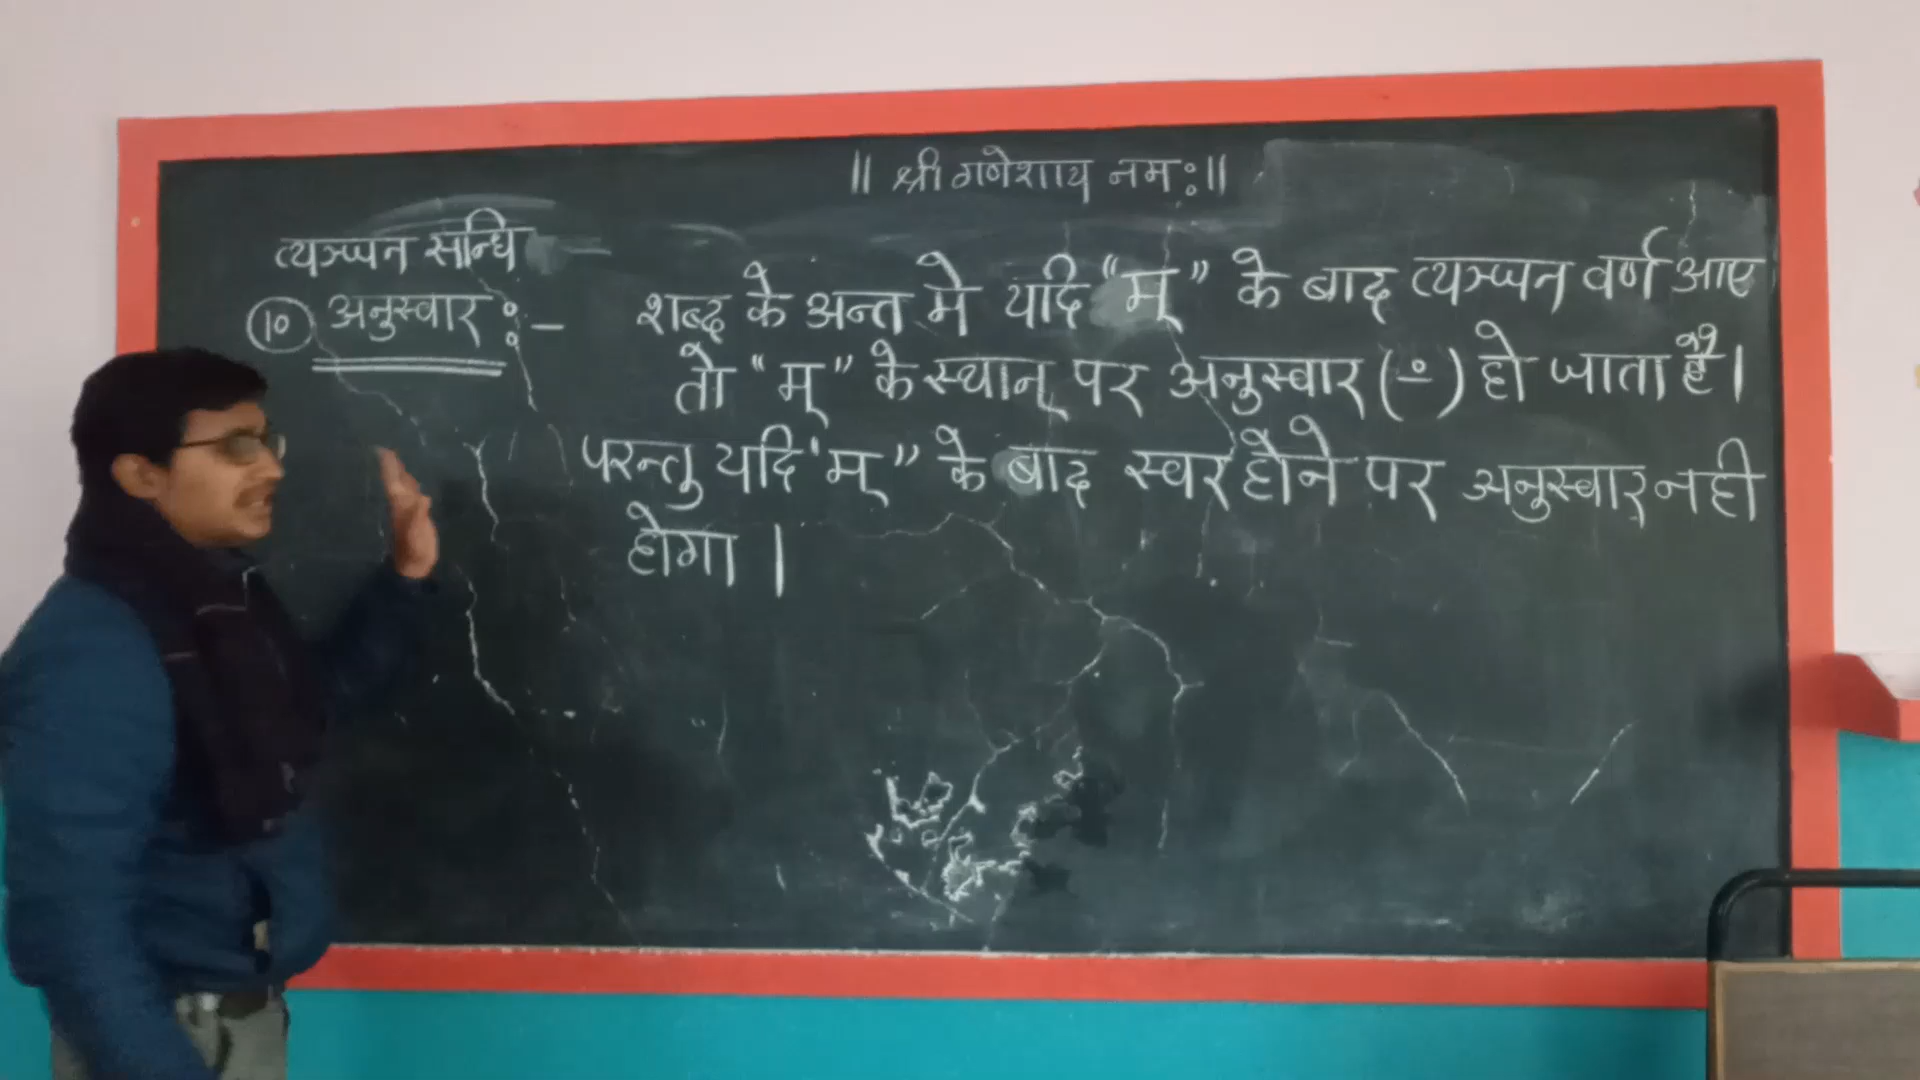 ॥ श्री गणेशाय नमः॥
व्यञ्जन सन्धि —
१० अनुस्वार :—
शब्द के अन्त मे यदि "म्" के बाद व्यञ्जन वर्ण आए
तो "म्" के स्थान् पर अनुस्वार (ं) हो जाता है।
परन्तु यदि "म्" के बाद स्वर होने पर अनुस्वार नही
होगा।